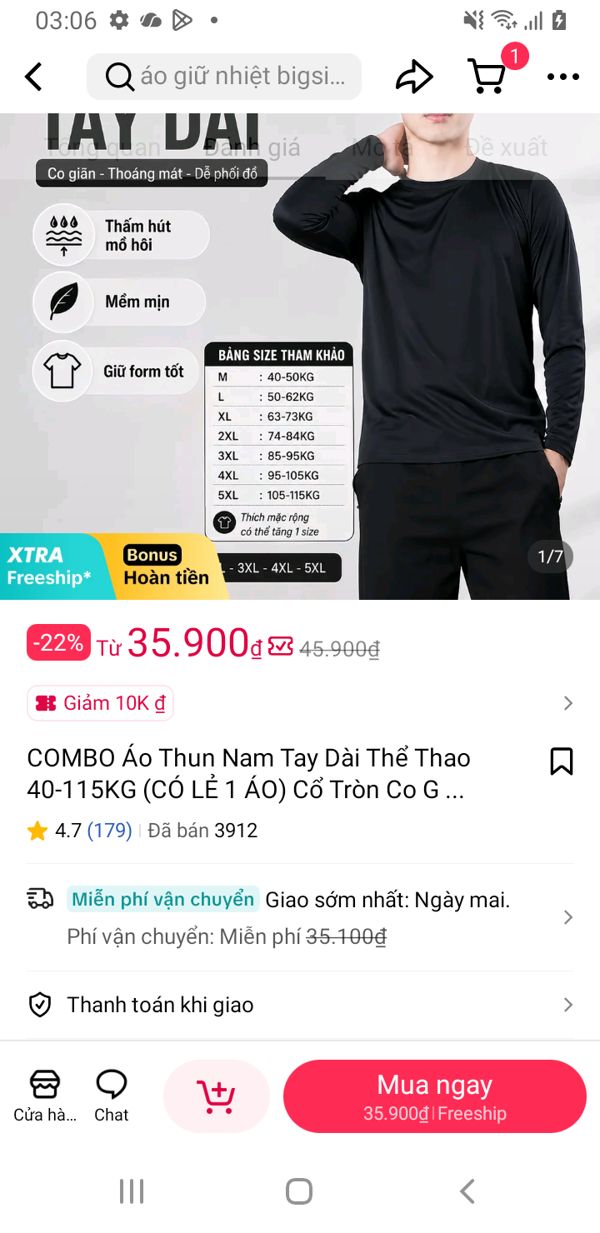 03:06
áo giữ nhiệt bigsi...
1
TAY DÀI
Tổng quan Đánh giá Mô tả Đề xuất
Co giãn - Thoáng mát - Dễ phối đồ
Thấm hút
mồ hôi
Mềm mịn
Giữ form tốt
BẢNG SIZE THAM KHẢO
M : 40-50KG
L : 50-62KG
XL : 63-73KG
2XL : 74-84KG
3XL : 85-95KG
4XL : 95-105KG
5XL : 105-115KG
Thích mặc rộng
có thể tăng 1 size
- 3XL - 4XL - 5XL
XTRA
Freeship*
Bonus
Hoàn tiền
1/7
-22% Từ 35.900đ 45.900đ
Giảm 10K đ
COMBO Áo Thun Nam Tay Dài Thể Thao
40-115KG (CÓ LẺ 1 ÁO) Cổ Tròn Co G ...
4.7 (179) Đã bán 3912
Miễn phí vận chuyển Giao sớm nhất: Ngày mai.
Phí vận chuyển: Miễn phí 35.100đ
Thanh toán khi giao
Cửa hà...
Chat
Mua ngay
35.900đ | Freeship